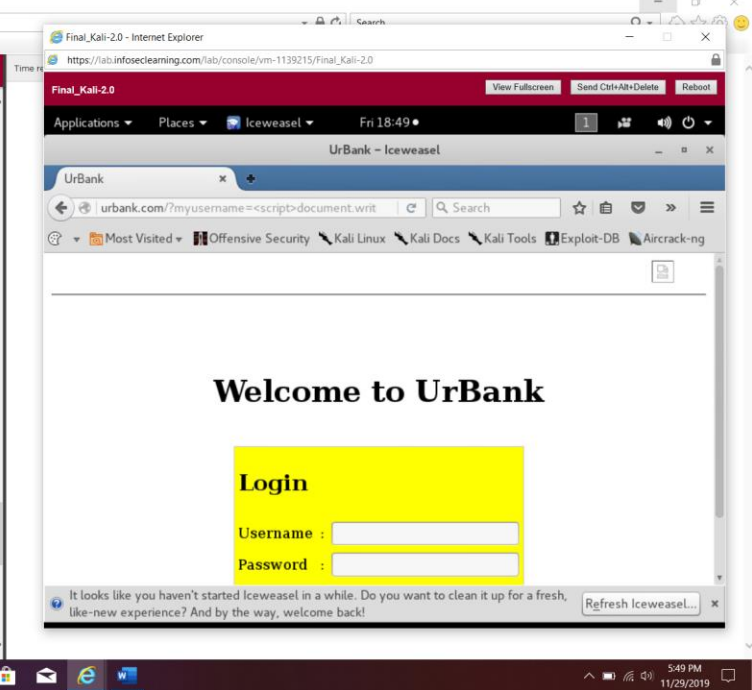 Search
Final_Kali-2.0 - Internet Explorer
https://lab.infoseclearning.com/lab/console/vm-1139215/Final_Kali-2.0
Time re
Final_Kali-2.0 View Fullscreen Send Ctrl+Alt+Delete Reboot
Applications Places Iceweasel Fri 18:49 1
UrBank – Iceweasel
UrBank
urbank.com/?myusername=<script>document.writ Search
Most Visited Offensive Security Kali Linux Kali Docs Kali Tools Exploit-DB Aircrack-ng
Welcome to UrBank
Login
Username :
Password :
It looks like you haven't started Iceweasel in a while. Do you want to clean it up for a fresh, like-new experience? And by the way, welcome back! Refresh Iceweasel...
5:49 PM
11/29/2019